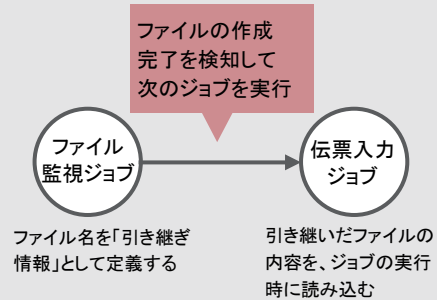 ファイルの作成
完了を検知して
次のジョブを実行
ファイル
監視ジョブ
伝票入力
ジョブ
ファイル名を「引き継ぎ
情報」として定義する
引き継いだファイルの
内容を、ジョブの実行
時に読み込む